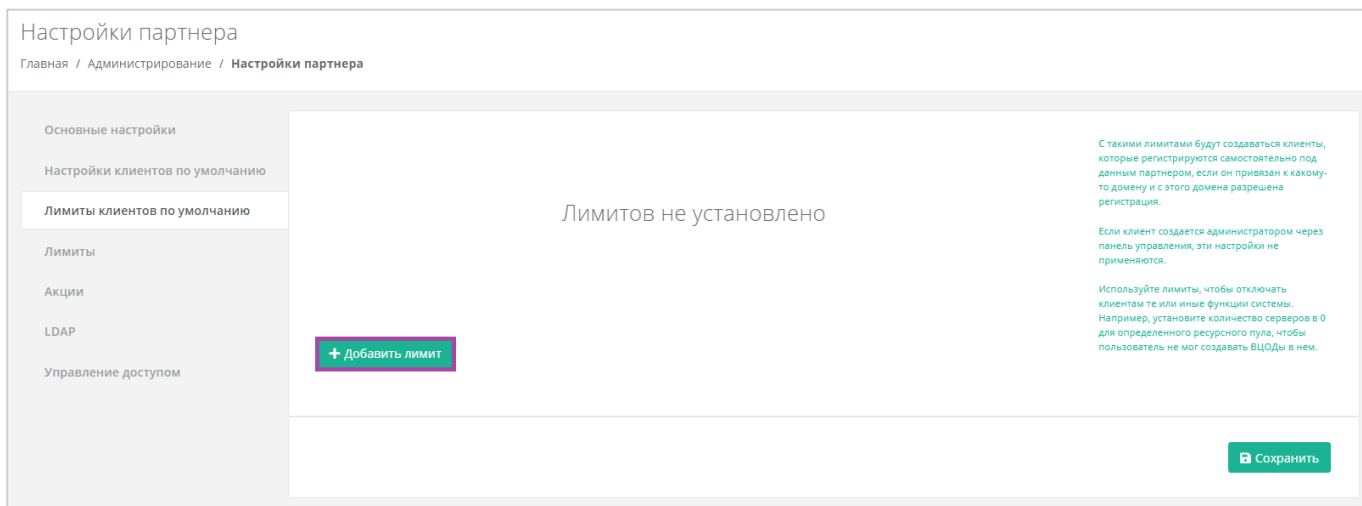 Настройки партнера
Главная / Администрирование / Настройки партнера
Основные настройки
Настройки клиентов по умолчанию
Лимиты клиентов по умолчанию
Лимиты
Акции
LDAP
Управление доступом
Лимитов не установлено
Добавить лимит
С такими лимитами будут создаваться клиенты,
которые регистрируются самостоятельно под
данным партнером, если он привязан к какому-
то домену и с этого домена разрешена
регистрация.
Если клиент создается администратором через
панель управления, эти настройки не
применяются.
Используйте лимиты, чтобы отключать
клиентам те или иные функции системы.
Например, установите количество серверов в 0
для определенного ресурсного пула, чтобы
пользователь не мог создавать ВЦОДы в нем.
Сохранить